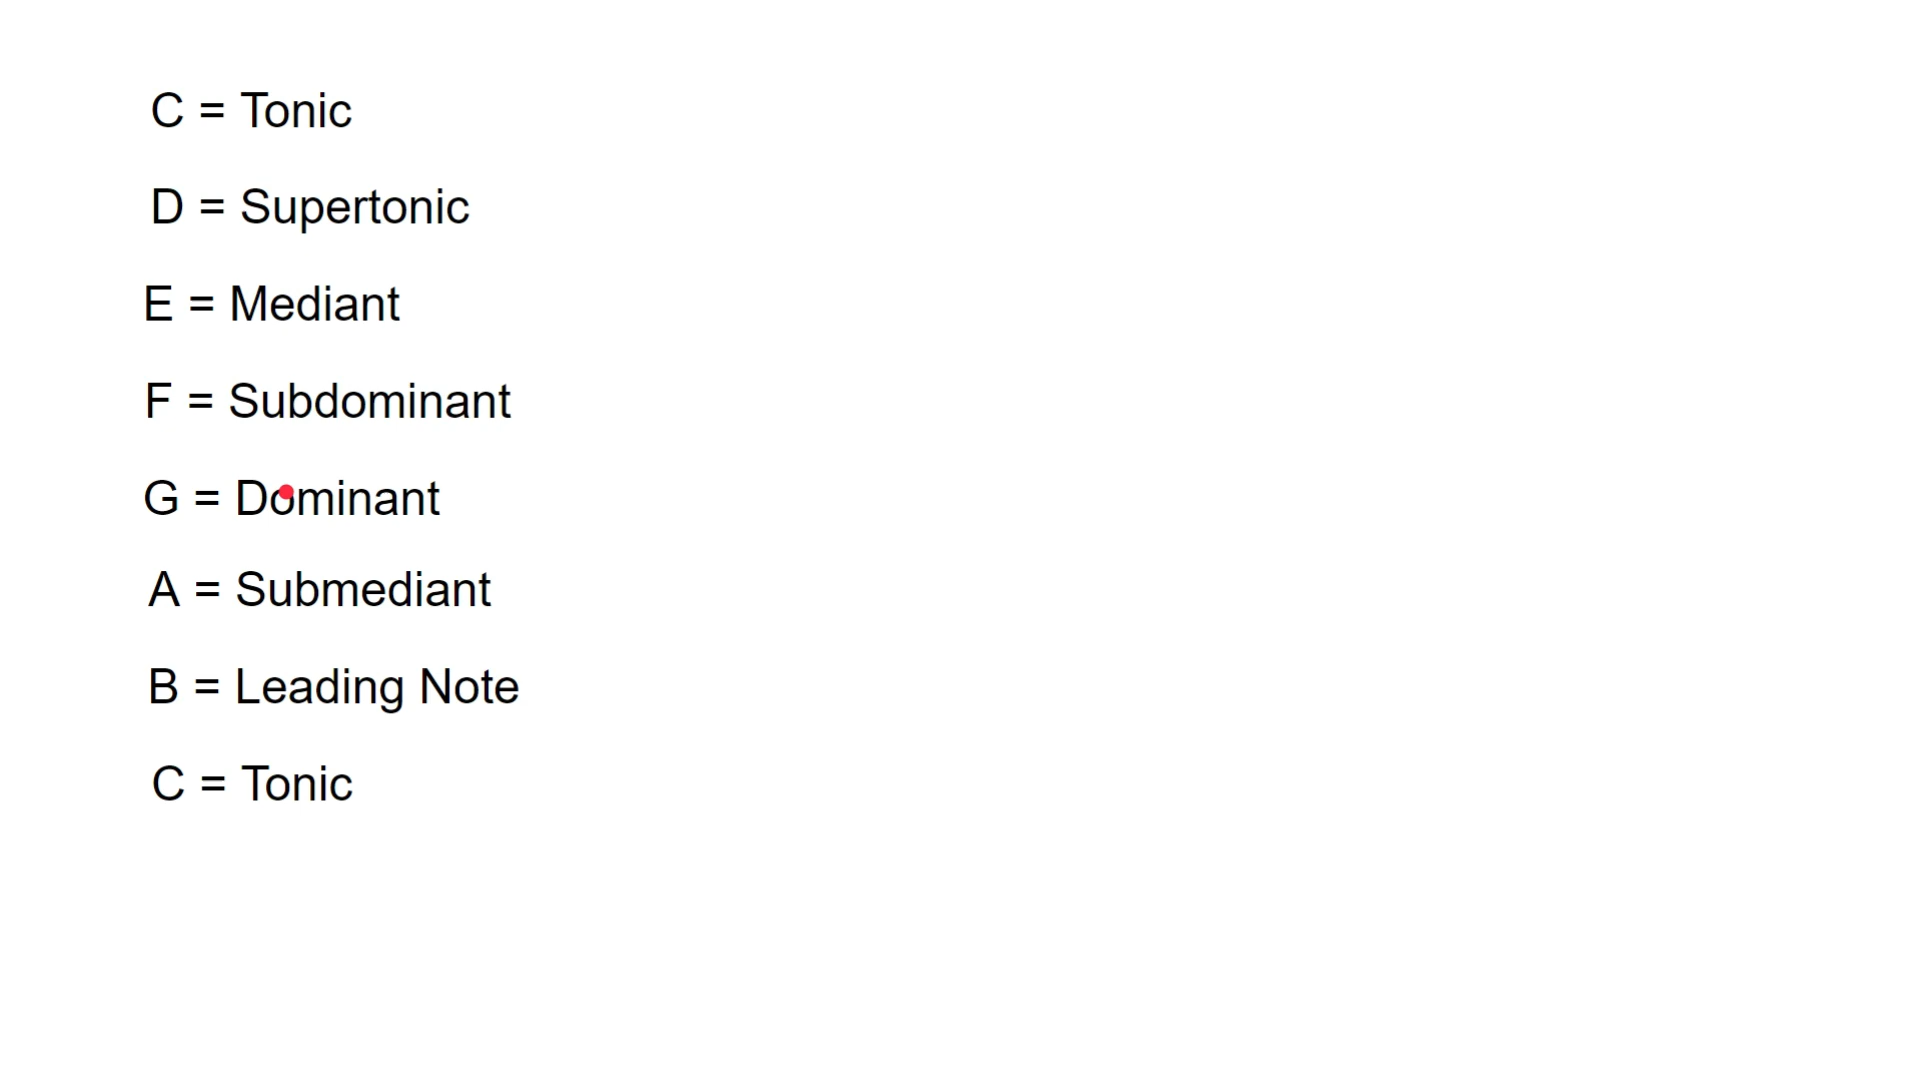 C = Tonic
D = Supertonic
E = Mediant
F = Subdominant
G = Dominant
A = Submediant
B = Leading Note
C = Tonic